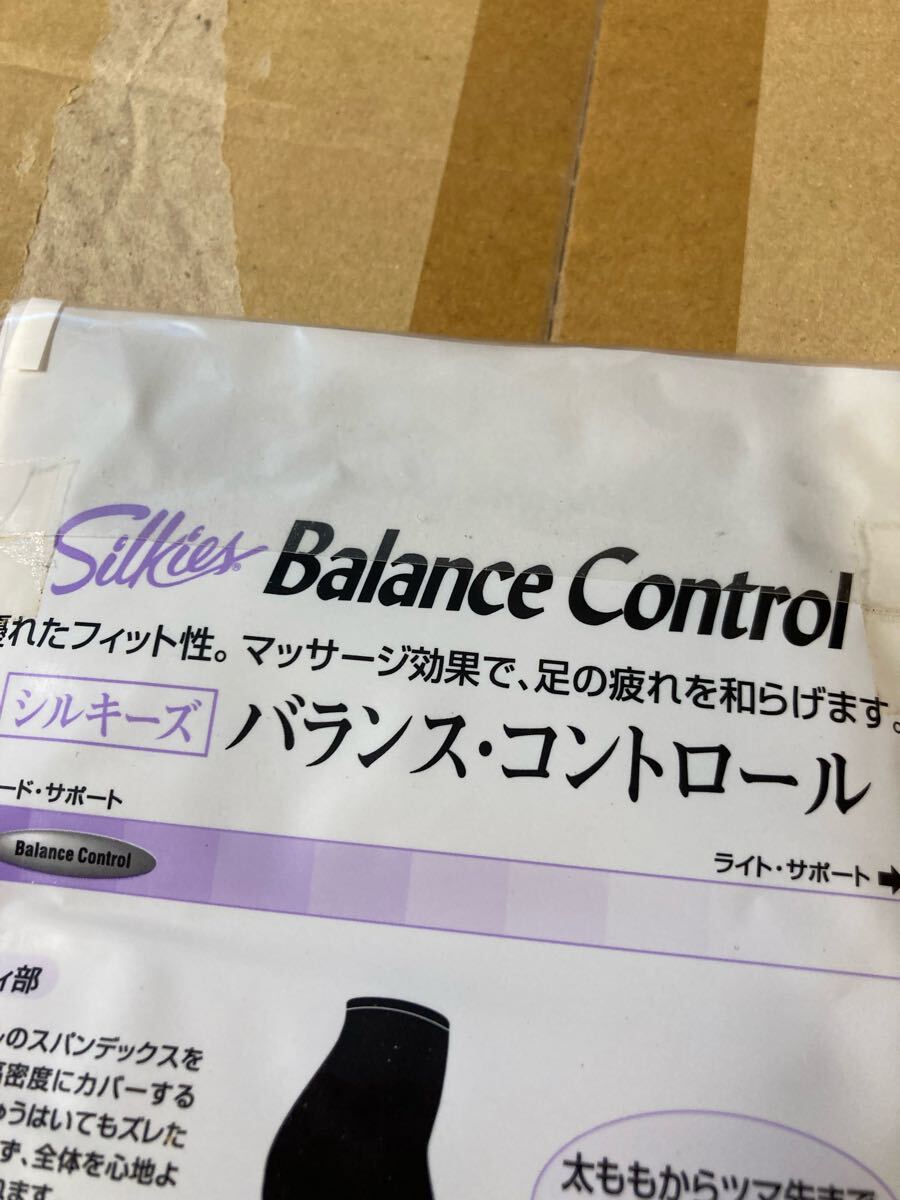 Silkies® Balance Control
優れたフィット性。マッサージ効果で、足の疲れを和らげます。
シルキーズ バランス・コントロール
ード・サポート
Balance Control
ライト・サポート➡
ィ部
のスパンデックスを
密度にカバーする
ゅうはいてもズレた
ず、全体を心地よ
ます
太ももからツマ先まで